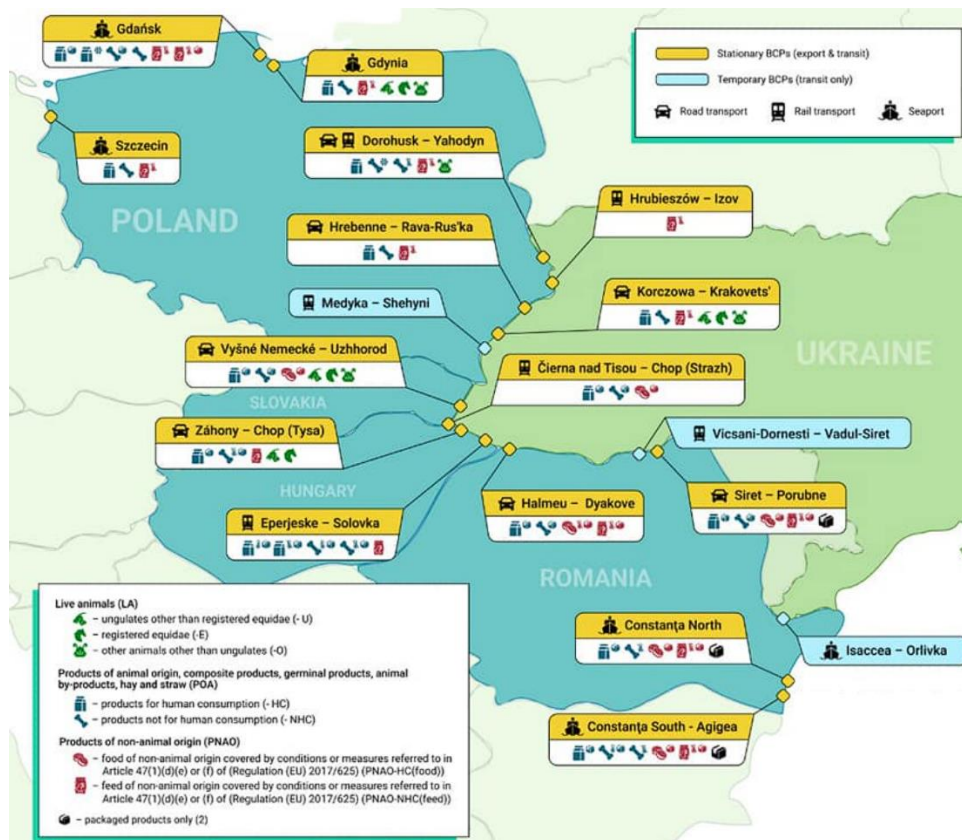 Gdańsk
Gdynia
Szczecin
Dorohusk – Yahodyn
Hrubieszów – Izov
Hrebenne – Rava-Rus'ka
Medyka – Shehyni
Korczowa – Krakovets'
Vyšné Nemecké – Uzhhorod
Čierna nad Tisou – Chop (Strazh)
Záhony – Chop (Tysa)
Vicsani-Dornesti – Vadul-Siret
Eperjeske – Solovka
Halmeu – Dyakove
Siret – Porubne
Constanţa North
Isaccea – Orlivka
Constanţa South - Agigea
POLAND
UKRAINE
SLOVAKIA
HUNGARY
ROMANIA
Stationary BCPs (export & transit)
Temporary BCPs (transit only)
Road transport
Rail transport
Seaport
Live animals (LA)
– ungulates other than registered equidae (- U)
– registered equidae (-E)
– other animals other than ungulates (-O)
Products of animal origin, composite products, germinal products, animal
by-products, hay and straw (POA)
– products for human consumption (- HC)
– products not for human consumption (- NHC)
Products of non-animal origin (PNAO)
– food of non-animal origin covered by conditions or measures referred to in
Article 47(1)(d)(e) or (f) of (Regulation (EU) 2017/625) (PNAO-HC(food))
– feed of non-animal origin covered by conditions or measures referred to in
Article 47(1)(d)(e) or (f) of (Regulation (EU) 2017/625) (PNAO-NHC(feed))
– packaged products only (2)